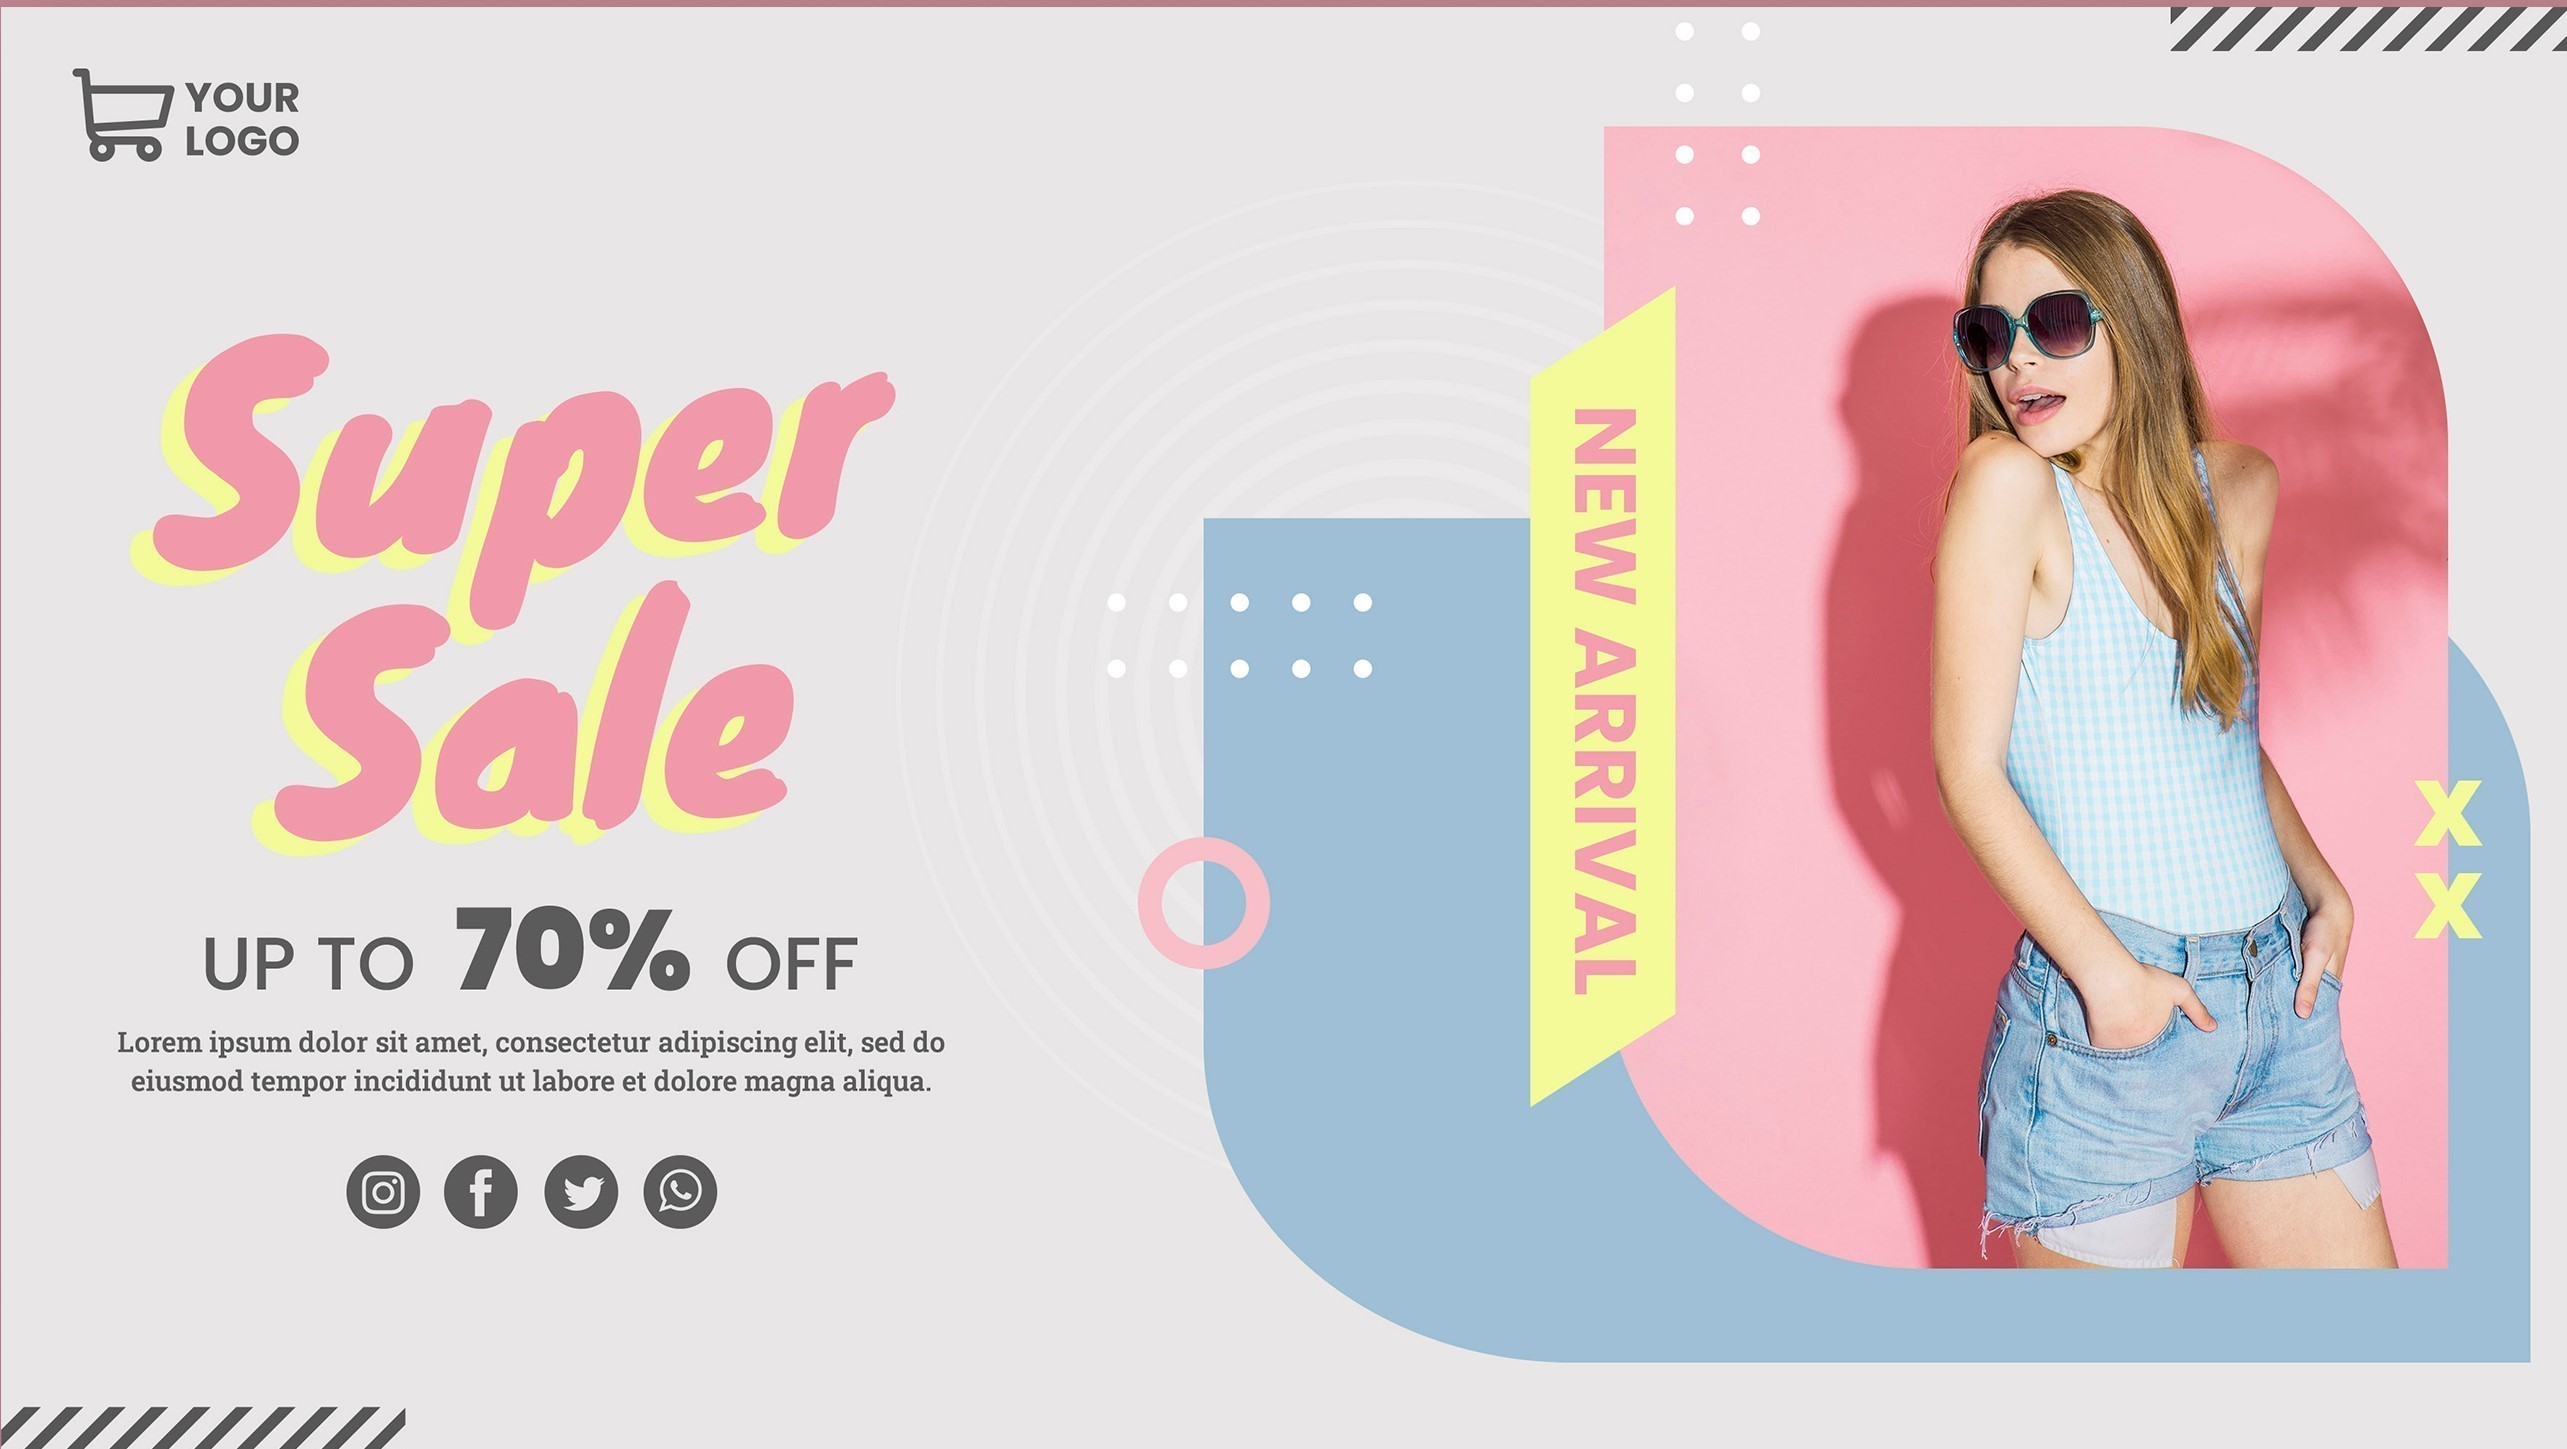 YOUR
LOGO
Super
Sale
UP TO 70% OFF
Lorem ipsum dolor sit amet, consectetur adipiscing elit, sed do
eiusmod tempor incididunt ut labore et dolore magna aliqua.
NEW ARRIVAL
X
X